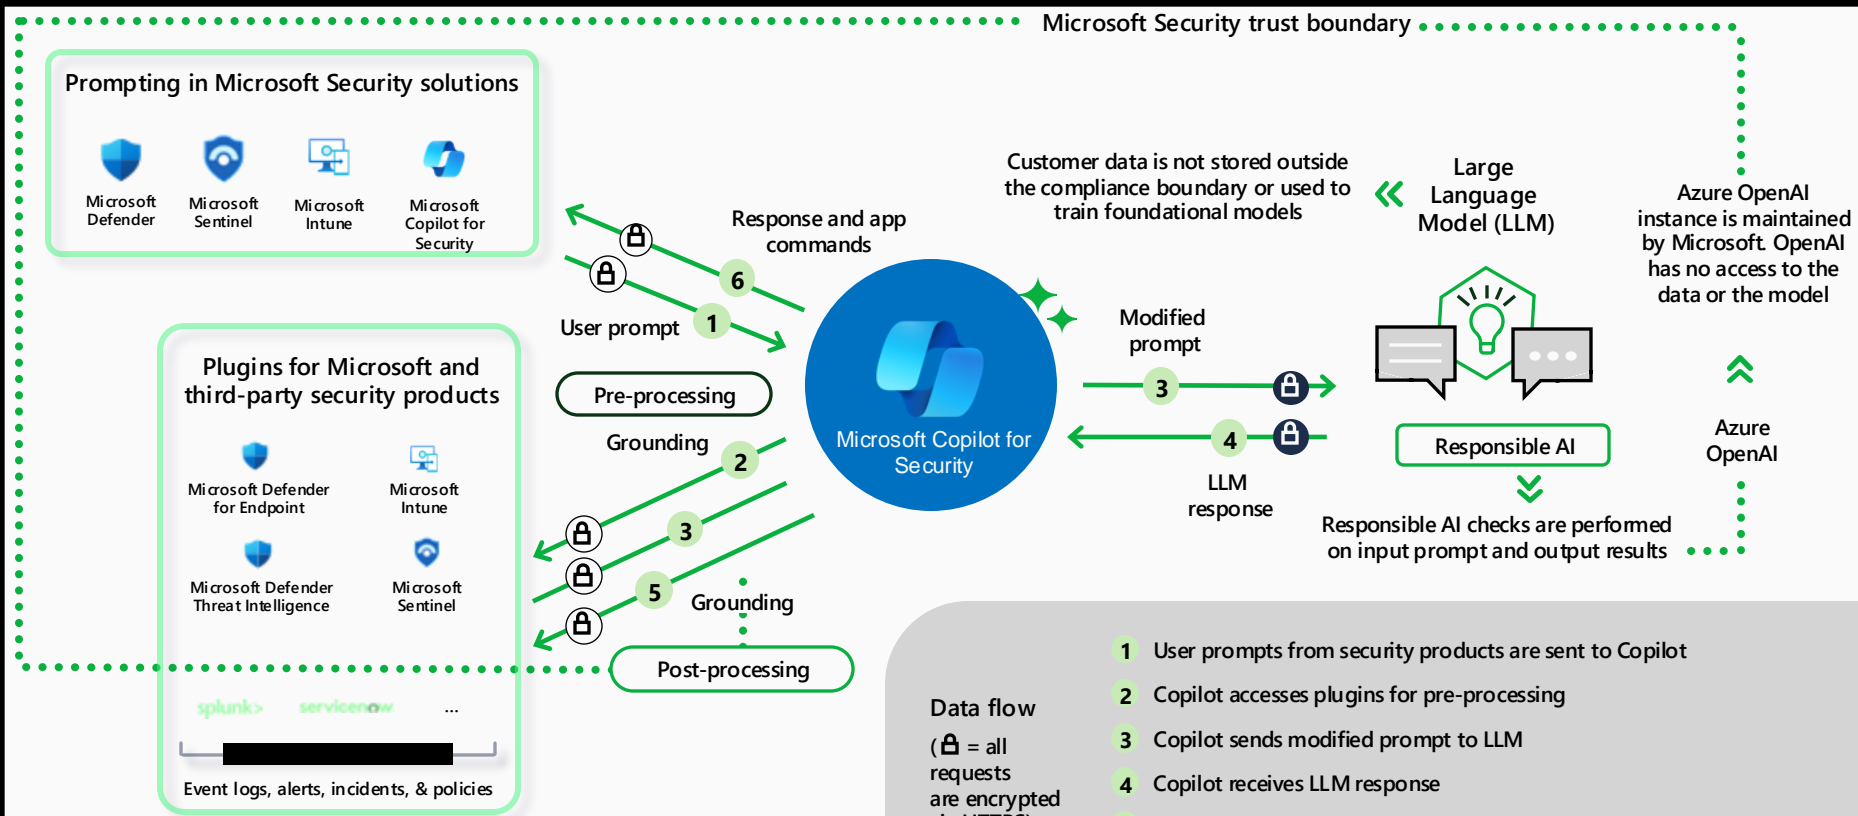 Microsoft Security trust boundary
Prompting in Microsoft Security solutions
Microsoft
Defender
Microsoft
Sentinel
Microsoft
Intune
Microsoft
Copilot for
Security
Response and app
commands
6
1
User prompt
Customer data is not stored outside
the compliance boundary or used to
train foundational models
Large
Language
Model (LLM)
Azure OpenAI
instance is maintained
by Microsoft. OpenAI
has no access to the
data or the model
Plugins for Microsoft and
third-party security products
Microsoft Defender
for Endpoint
Microsoft
Intune
Microsoft Defender
Threat Intelligence
Microsoft
Sentinel
splunk>
servicenow
...
Event logs, alerts, incidents, & policies
Pre-processing
Grounding
2
3
5
Grounding
Post-processing
Microsoft Copilot for
Security
Modified
prompt
3
4
LLM
response
Responsible AI
Responsible AI checks are performed
on input prompt and output results
Azure
OpenAI
Data flow
( = all
requests
are encrypted
1 User prompts from security products are sent to Copilot
2 Copilot accesses plugins for pre-processing
3 Copilot sends modified prompt to LLM
4 Copilot receives LLM response